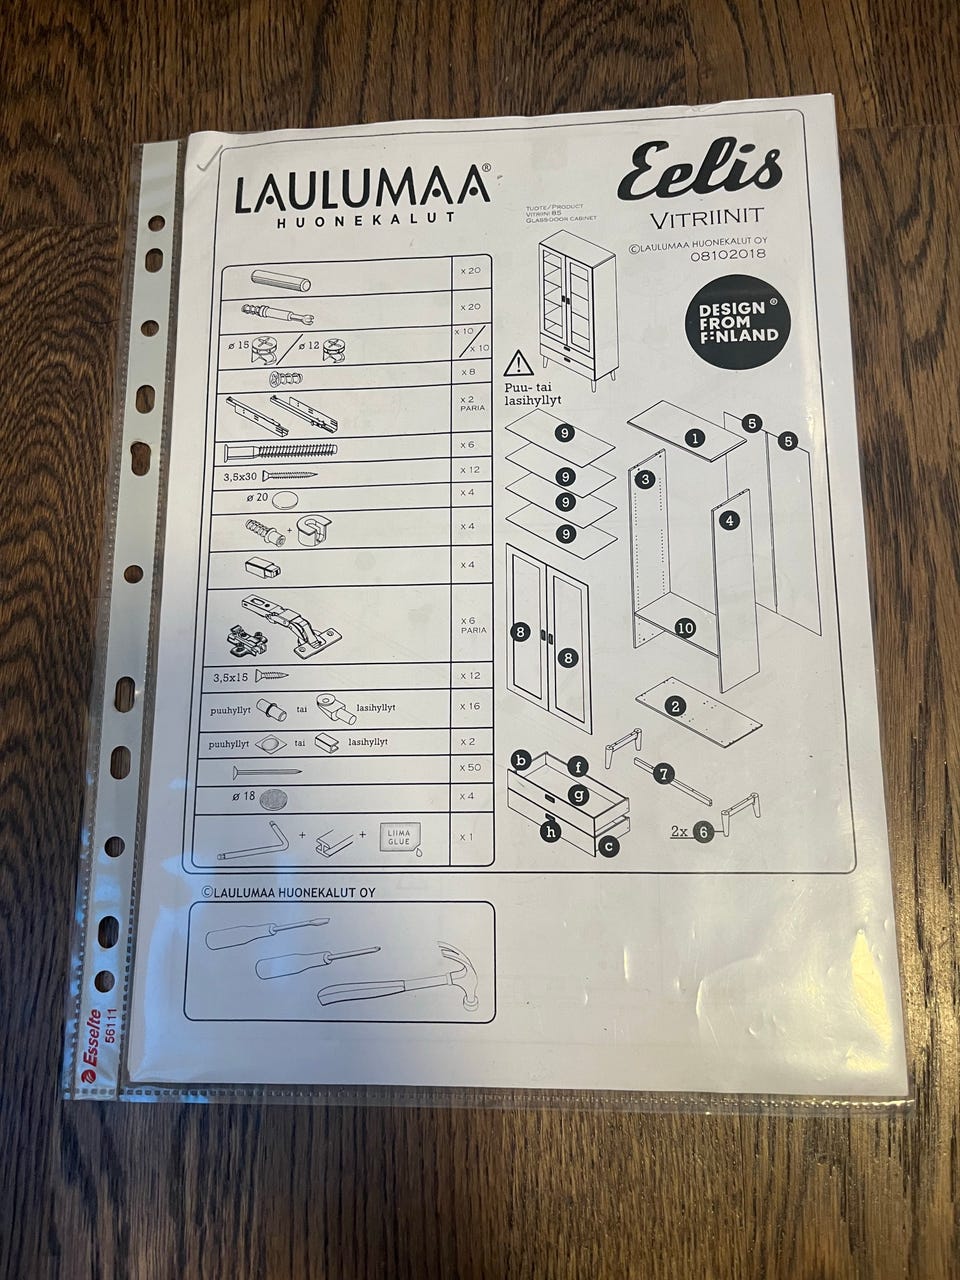 LAULUMAA®
HUONEKALUT
Eelis
VITRIINIT
©LAULUMAA HUONEKALUT OY
08102018
TUOTE/PRODUCT
VITRIINI 85
GLASSDOOR CABINET
DESIGN ®
FROM
FINLAND
x 20
x 20
ø 15 / ø 12 x 10 / x 10
x 8
x 2
PARIA
x 6
3,5x30 x 12
ø 20 x 4
+ x 4
x 4
x 6
PARIA
3,5x15 x 12
puuhyllyt tai lasihyllyt x 16
puuhyllyt tai lasihyllyt x 2
x 50
ø 18 x 4
+ + LIIMA x 1
GLUE
Puu- tai
lasihyllyt
9
9
9
9
1
5
5
3
4
10
8
8
2
b
f
g
h
c
7
2x 6
©LAULUMAA HUONEKALUT OY
Esselte
56111